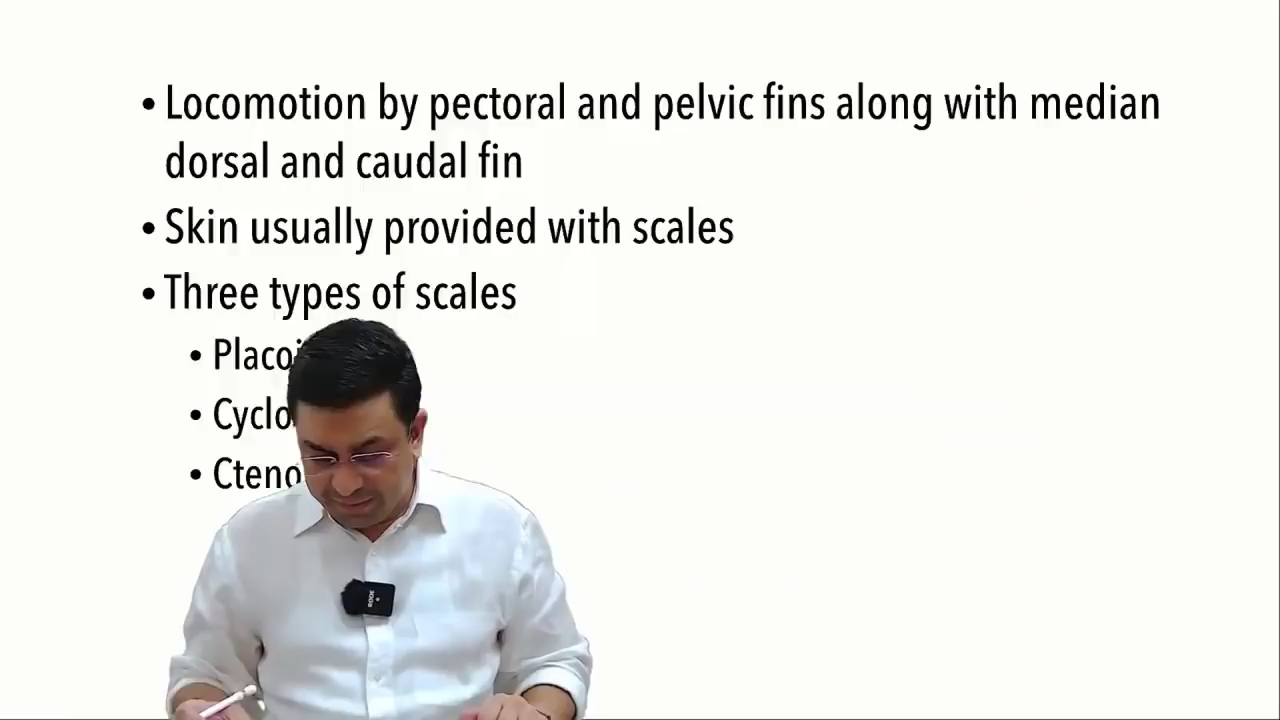 • Locomotion by pectoral and pelvic fins along with median
dorsal and caudal fin
• Skin usually provided with scales
• Three types of scales
• Placoi
• Cyclo
• Cteno
RODE